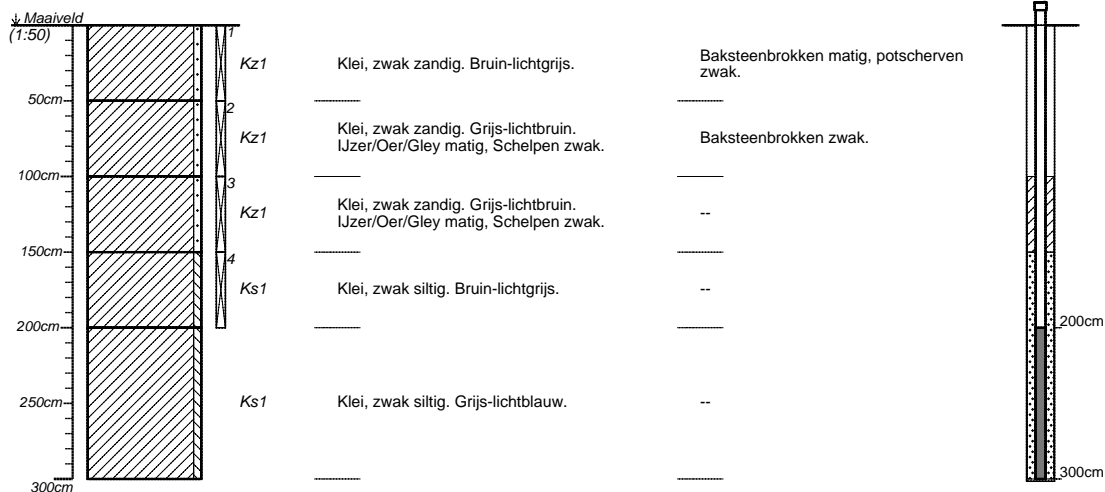 Maaiveld
(1:50)
1
Kz1
Klei, zwak zandig. Bruin-lichtgrijs.
Baksteenbrokken matig, potscherven
zwak.
50cm
2
Kz1
Klei, zwak zandig. Grijs-lichtbruin.
IJzer/Oer/Gley matig, Schelpen zwak.
Baksteenbrokken zwak.
100cm
3
Kz1
Klei, zwak zandig. Grijs-lichtbruin.
IJzer/Oer/Gley matig, Schelpen zwak.
--
150cm
4
Ks1
Klei, zwak siltig. Bruin-lichtgrijs.
--
200cm
200cm
Ks1
Klei, zwak siltig. Grijs-lichtblauw.
--
250cm
300cm
300cm